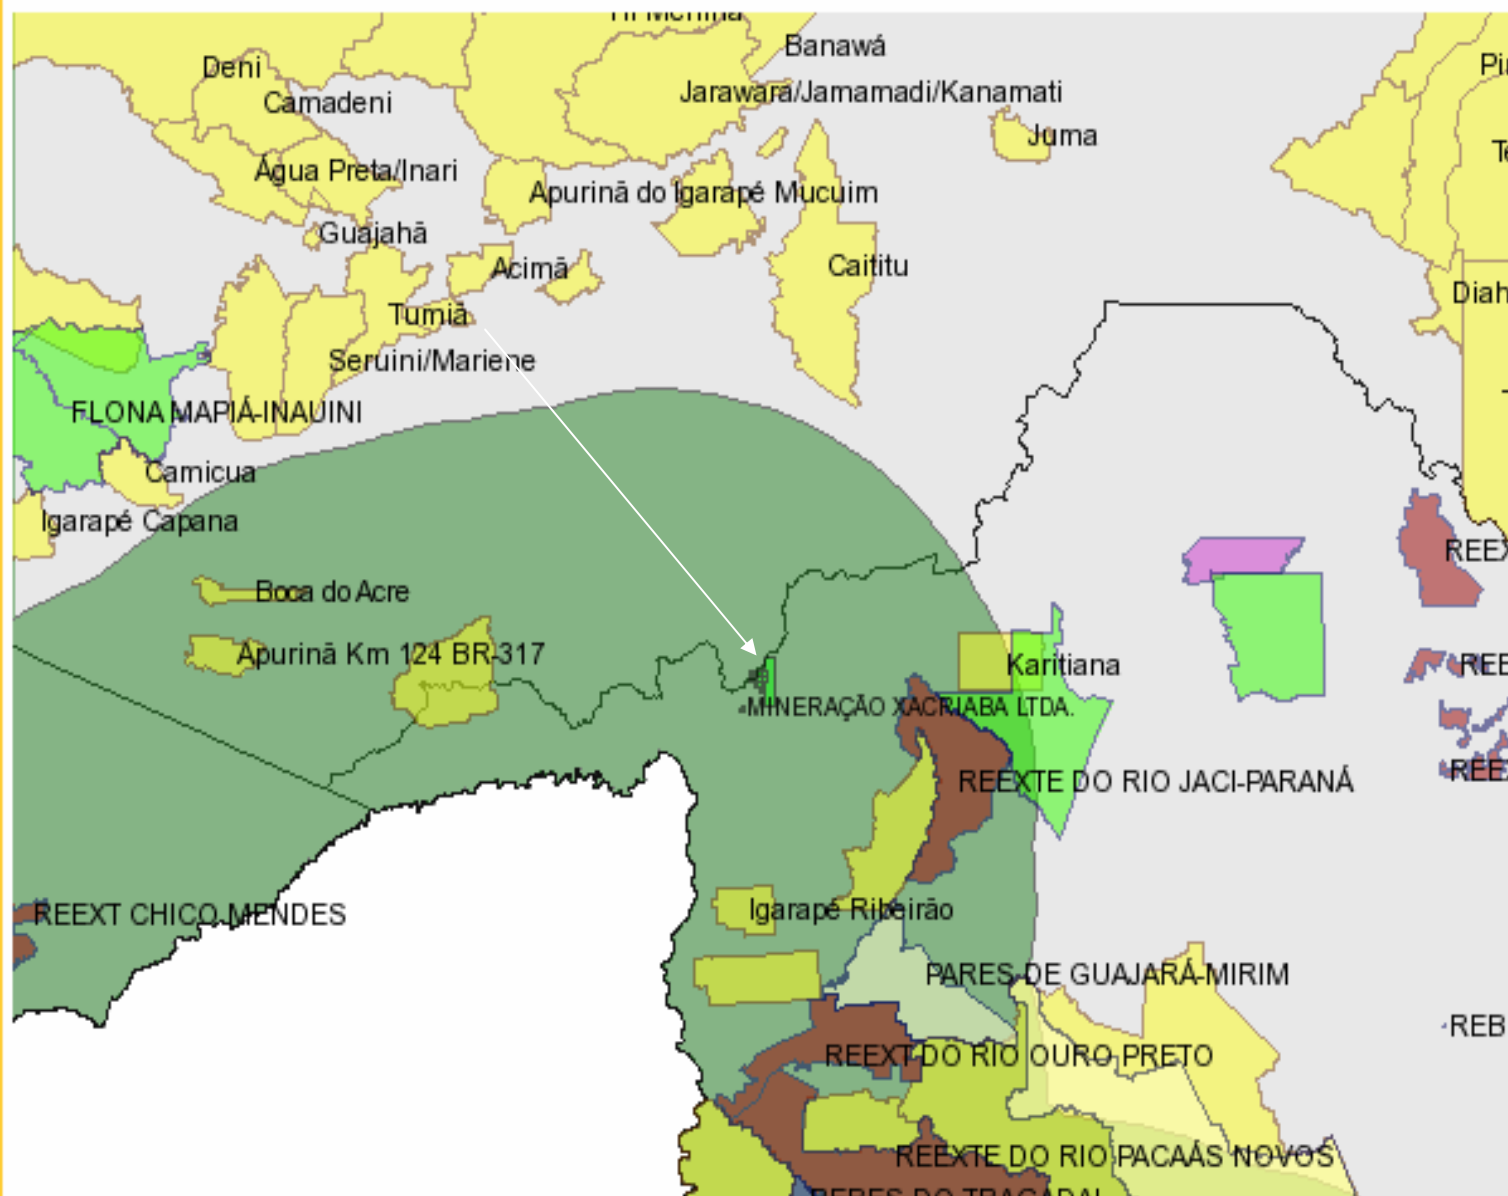 Banawá
Deni
Jarawara/Jamamadi/Kanamati
Camadeni
Juma
Água Preta/Inari
Apurinã do Igarapé Mucuim
Guajahã
Acimã
Caititu
Tumiã
Seruini/Mariene
FLONA MAPIÁ-INAUINI
Camicua
Igarapé Capana
Boca do Acre
Apurinã Km 124 BR-317
Karitiana
MINERAÇÃO XACRIABA LTDA.
REEXTE DO RIO JACI-PARANÁ
Igarapé Ribeirão
REEXT CHICO MENDES
PARES DE GUAJARÁ-MIRIM
REB
REEXT DO RIO OURO PRETO
REEXTE DO RIO PACAÁS NOVOS